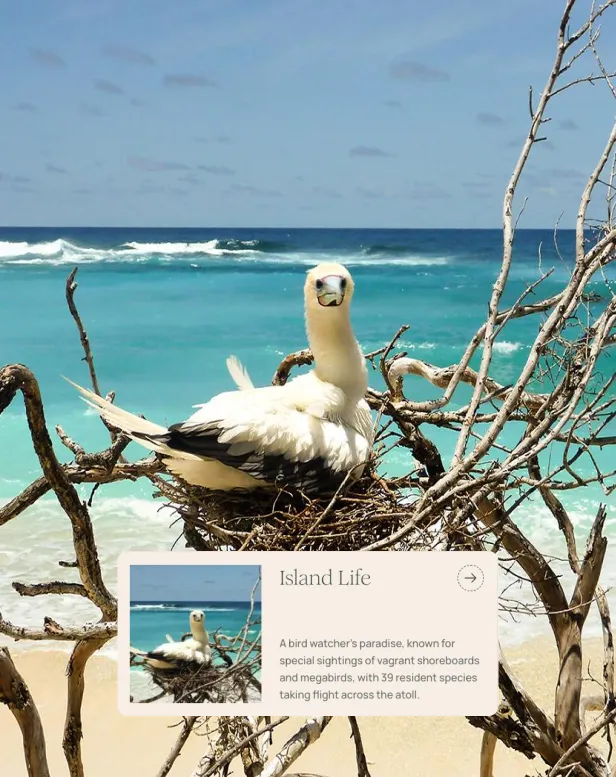 Island Life
A bird watcher's paradise, known for
special sightings of vagrant shoreboards
and megabirds, with 39 resident species
taking flight across the atoll.